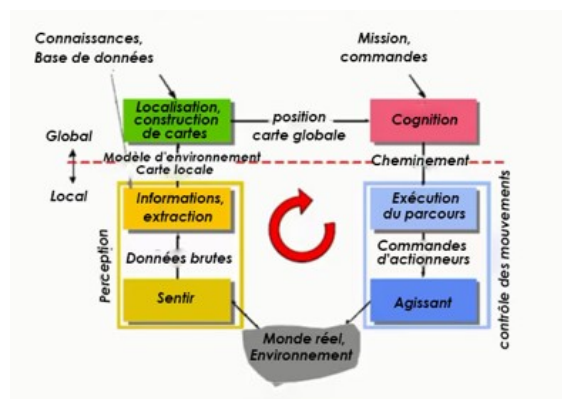 Connaissances,
Base de données
Mission,
commandes
Localisation,
construction
de cartes
position
carte globale
Cognition
Global
Local
Modèle d'environnement
Carte locale
Cheminement
Informations,
extraction
Exécution
du parcours
Données brutes
Commandes
d'actionneurs
Sentir
Agissant
Perception
contrôle des mouvements
Monde réel,
Environnement